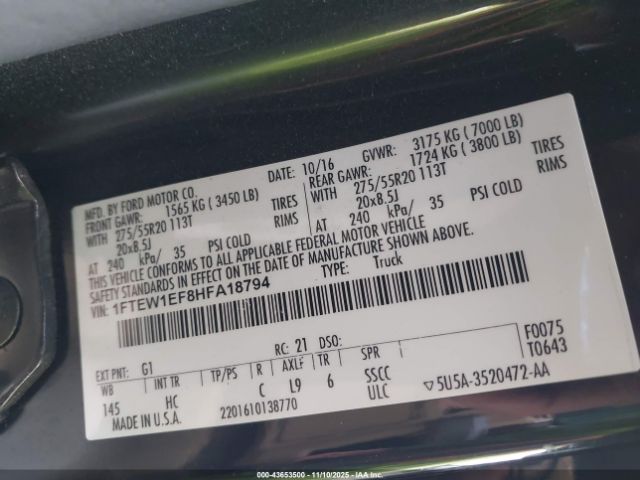 MFD. BY FORD MOTOR CO. DATE: 10/16 GVWR: 3175 KG ( 7000 LB)
FRONT GAWR: 1565 KG ( 3450 LB) REAR GAWR: 1724 KG ( 3800 LB)
WITH 275/55R20 113T TIRES WITH 275/55R20 113T TIRES
20x8.5J RIMS 20x8.5J RIMS
AT 240 kPa/ 35 PSI COLD AT 240 kPa/ 35 PSI COLD
THIS VEHICLE CONFORMS TO ALL APPLICABLE FEDERAL MOTOR VEHICLE
SAFETY STANDARDS IN EFFECT ON THE DATE OF MANUFACTURE SHOWN ABOVE.
VIN: 1FTEW1EF8HFA18794
TYPE: Truck
F0075
T0643
EXT PNT: G1 RC: 21 DSO:
WB INT TR TP/PS R AXLE TR SPR
145 HC C L9 6 SSCC
MADE IN U.S.A. 2201610138770 ULC ▽5U5A-3520472-AA
000-43653500 — 11/10/2025 — IAAI.CA